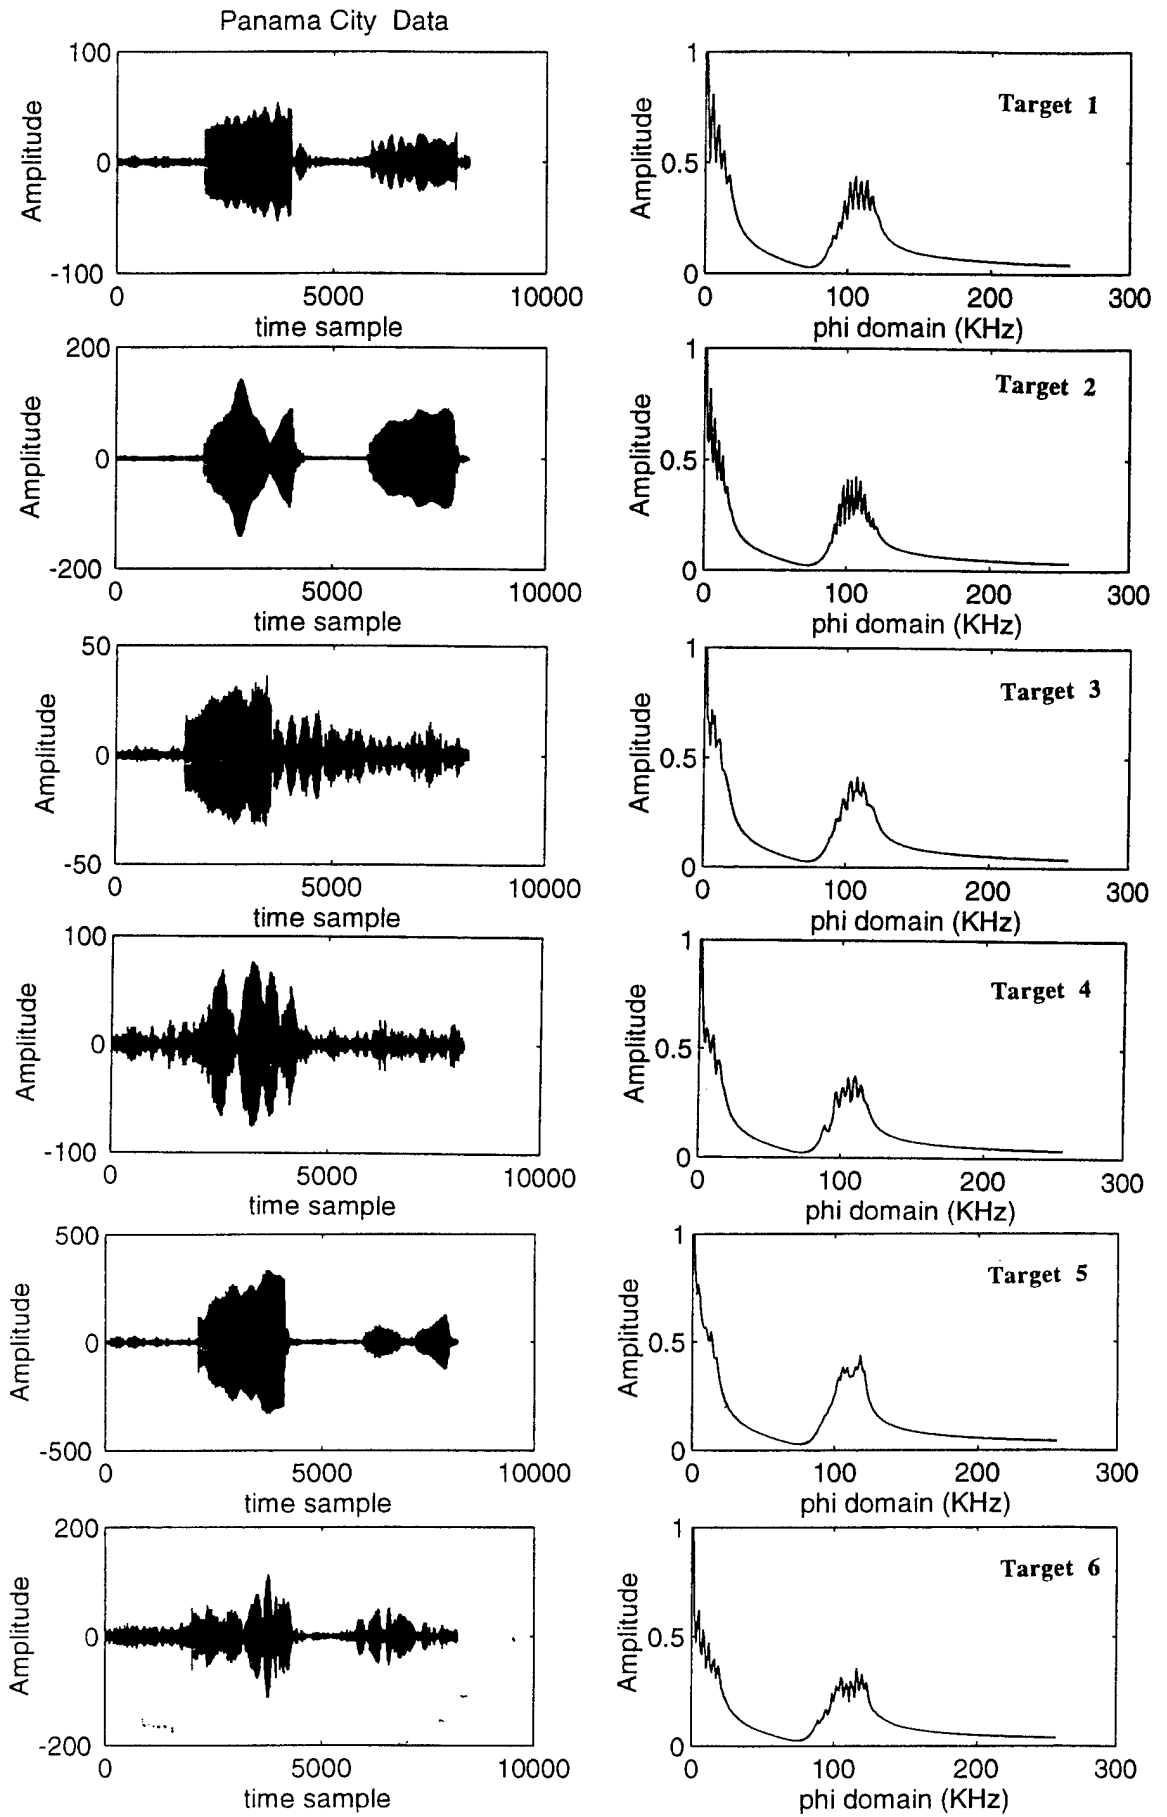 Panama City Data
100
0
-100
Amplitude
0 5000 10000
time sample
1
0.5
0
Amplitude
Target 1
0 100 200 300
phi domain (KHz)
200
0
-200
Amplitude
0 5000 10000
time sample
1
0.5
0
Amplitude
Target 2
0 100 200 300
phi domain (KHz)
50
0
-50
Amplitude
0 5000 10000
time sample
1
0.5
0
Amplitude
Target 3
0 100 200 300
phi domain (KHz)
100
0
-100
Amplitude
0 5000 10000
time sample
1
0.5
0
Amplitude
Target 4
0 100 200 300
phi domain (KHz)
500
0
-500
Amplitude
0 5000 10000
time sample
1
0.5
0
Amplitude
Target 5
0 100 200 300
phi domain (KHz)
200
0
-200
Amplitude
0 5000 10000
time sample
1
0.5
0
Amplitude
Target 6
0 100 200 300
phi domain (KHz)